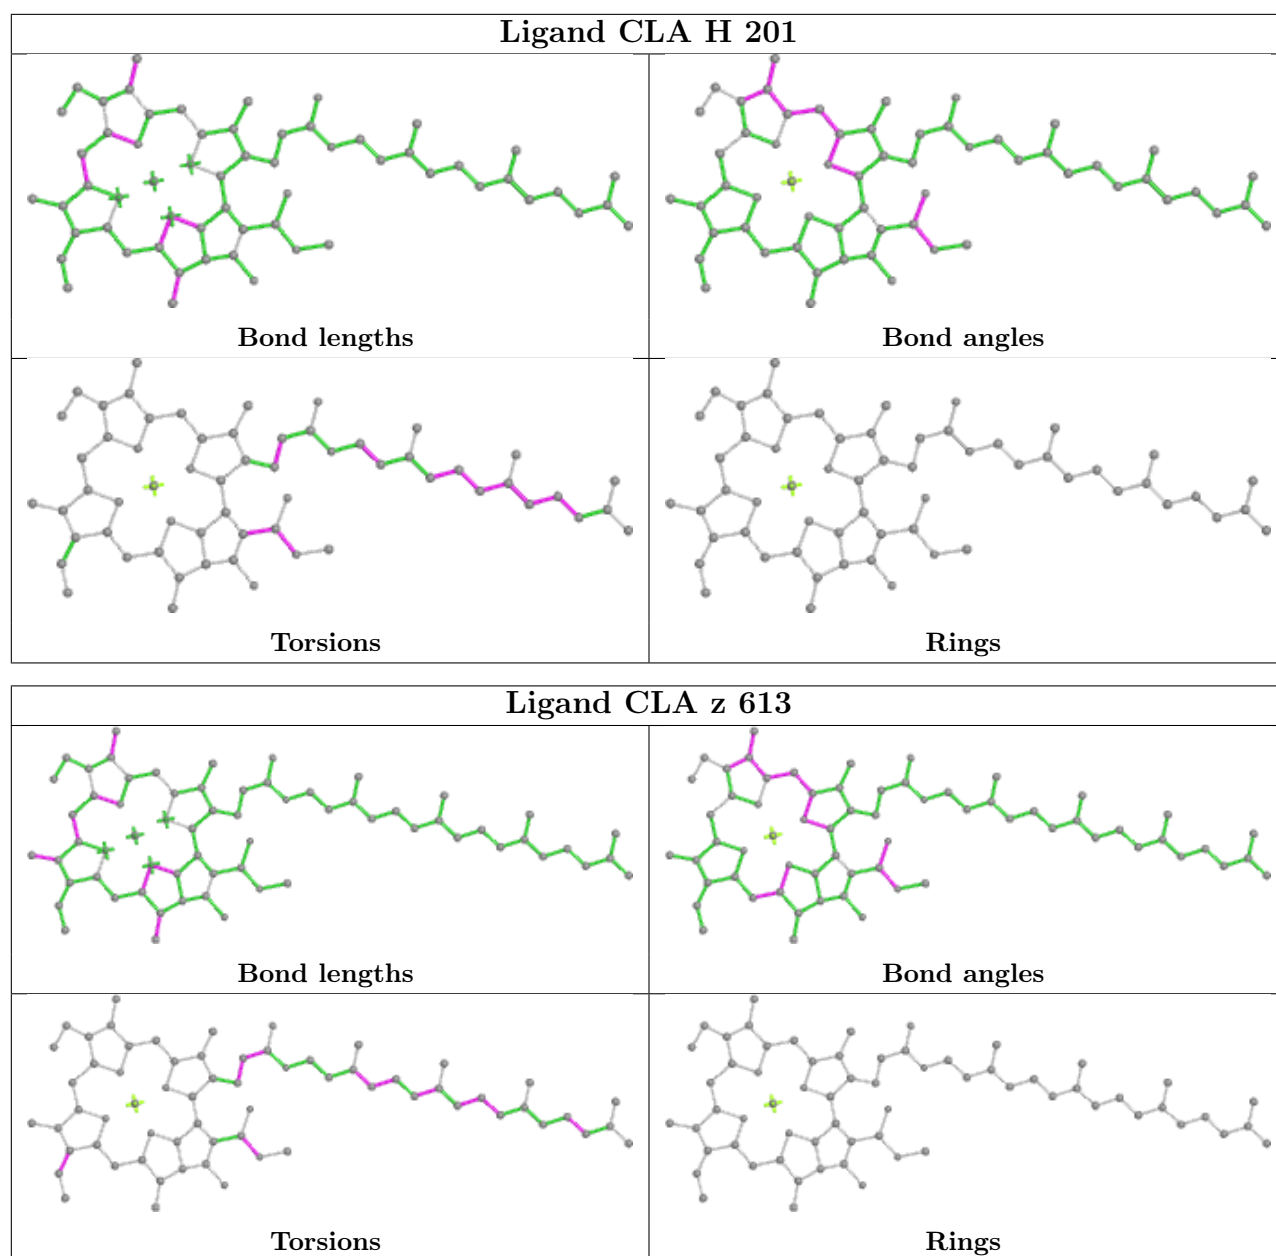 Ligand CLA H 201
Bond lengths
Bond angles
Torsions
Rings
Ligand CLA z 613
Bond lengths
Bond angles
Torsions
Rings